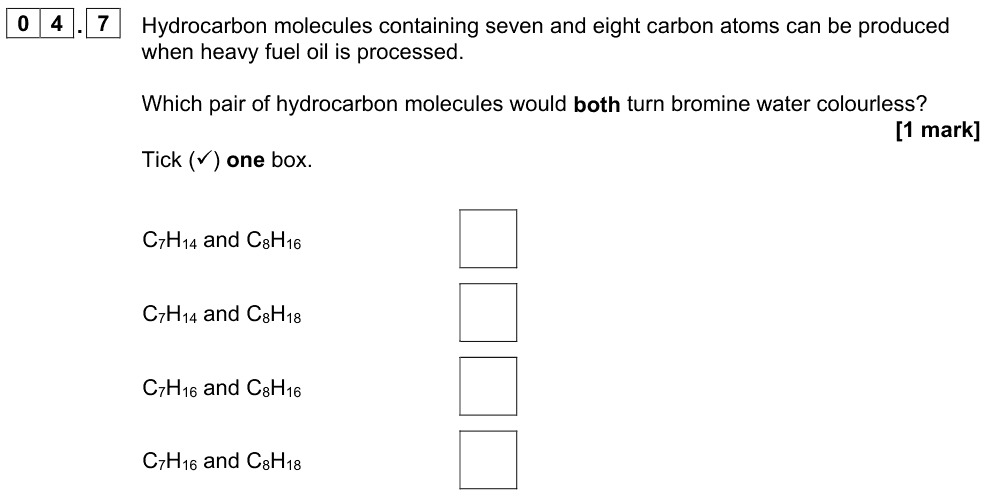 04.7 Hydrocarbon molecules containing seven and eight carbon atoms can be produced
when heavy fuel oil is processed.
Which pair of hydrocarbon molecules would both turn bromine water colourless?
[1 mark]
Tick (✓) one box.
C₇H₁₄ and C₈H₁₆
C₇H₁₄ and C₈H₁₈
C₇H₁₆ and C₈H₁₆
C₇H₁₆ and C₈H₁₈